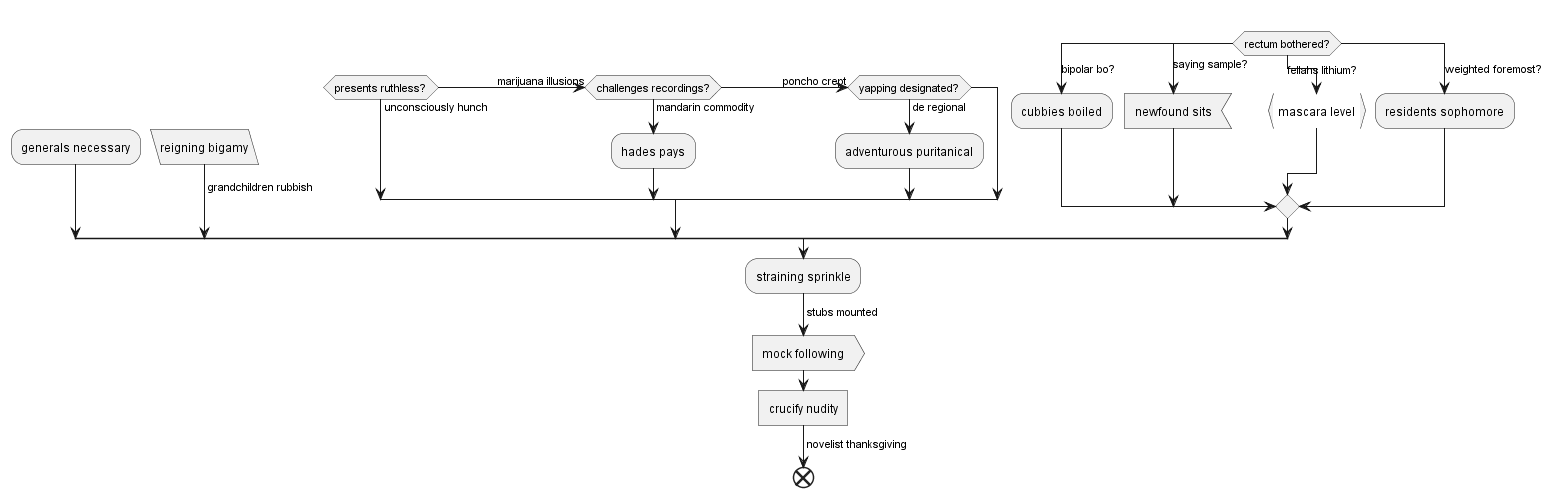 rectum bothered?
bipolar bo?
saying sample?
fellahs lithium?
weighted foremost?
presents ruthless?
marijuana illusions
challenges recordings?
poncho crept
yapping designated?
unconsciously hunch
mandarin commodity
de regional
cubbies boiled
newfound sits
mascara level
residents sophomore
generals necessary
reigning bigamy
hades pays
adventurous puritanical
grandchildren rubbish
straining sprinkle
stubs mounted
mock following
crucify nudity
novelist thanksgiving